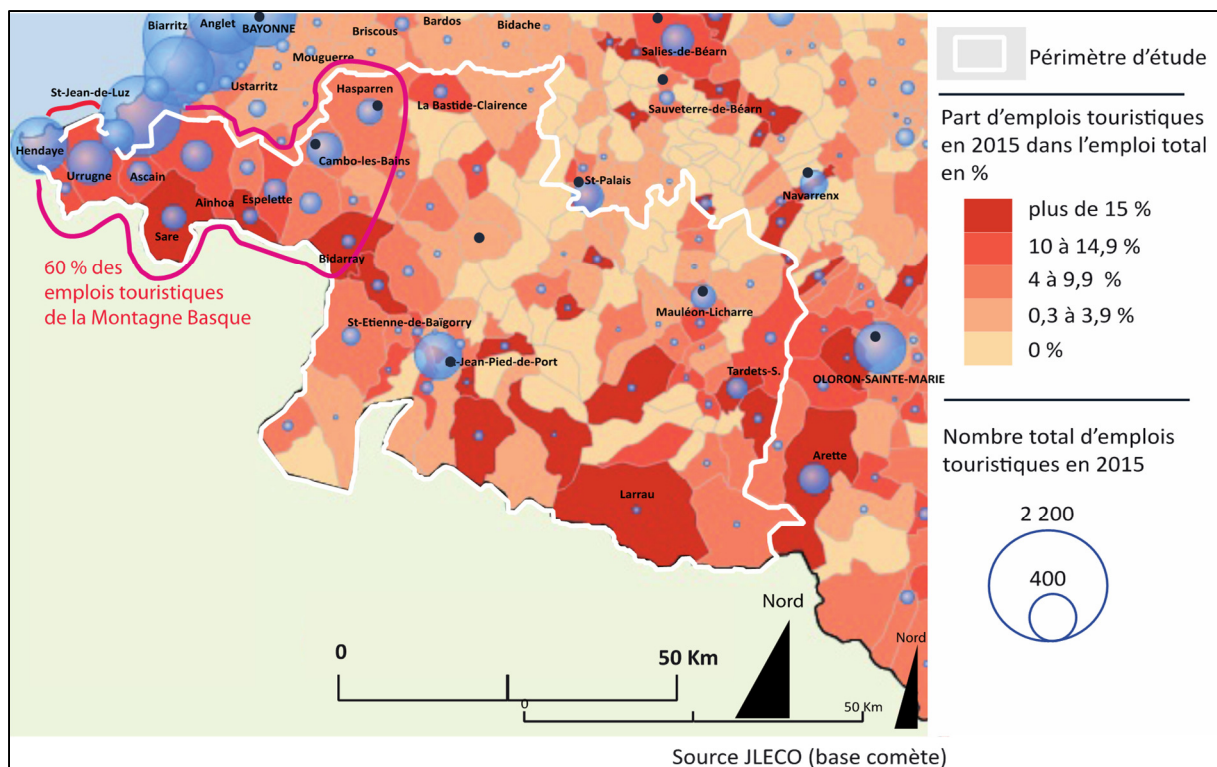 Biarritz
Anglet
BAYONNE
Bardos
Briscous
Bidache
Mouguerre
Salies-de-Béarn
St-Jean-de-Luz
Ustarritz
Hasparren
La Bastide-Clairence
Sauveterre-de-Béarn
Hendaye
Cambo-les-Bains
Urrugne
Ascain
St-Palais
Navarrenx
Ainhoa
Espelette
Sare
Bidarray
60 % des
emplois touristiques
de la Montagne Basque
Mauléon-Licharre
St-Etienne-de-Baïgorry
-Jean-Pied-de-Port
Tardets-S.
OLORON-SAINTE-MARIE
Arette
Larrau
Nord
Nord
0
50 Km
0
50 Km
Périmètre d'étude
Part d'emplois touristiques
en 2015 dans l'emploi total
en %
plus de 15 %
10 à 14,9 %
4 à 9,9 %
0,3 à 3,9 %
0 %
Nombre total d'emplois
touristiques en 2015
2 200
400
Source JLECO (base comète)